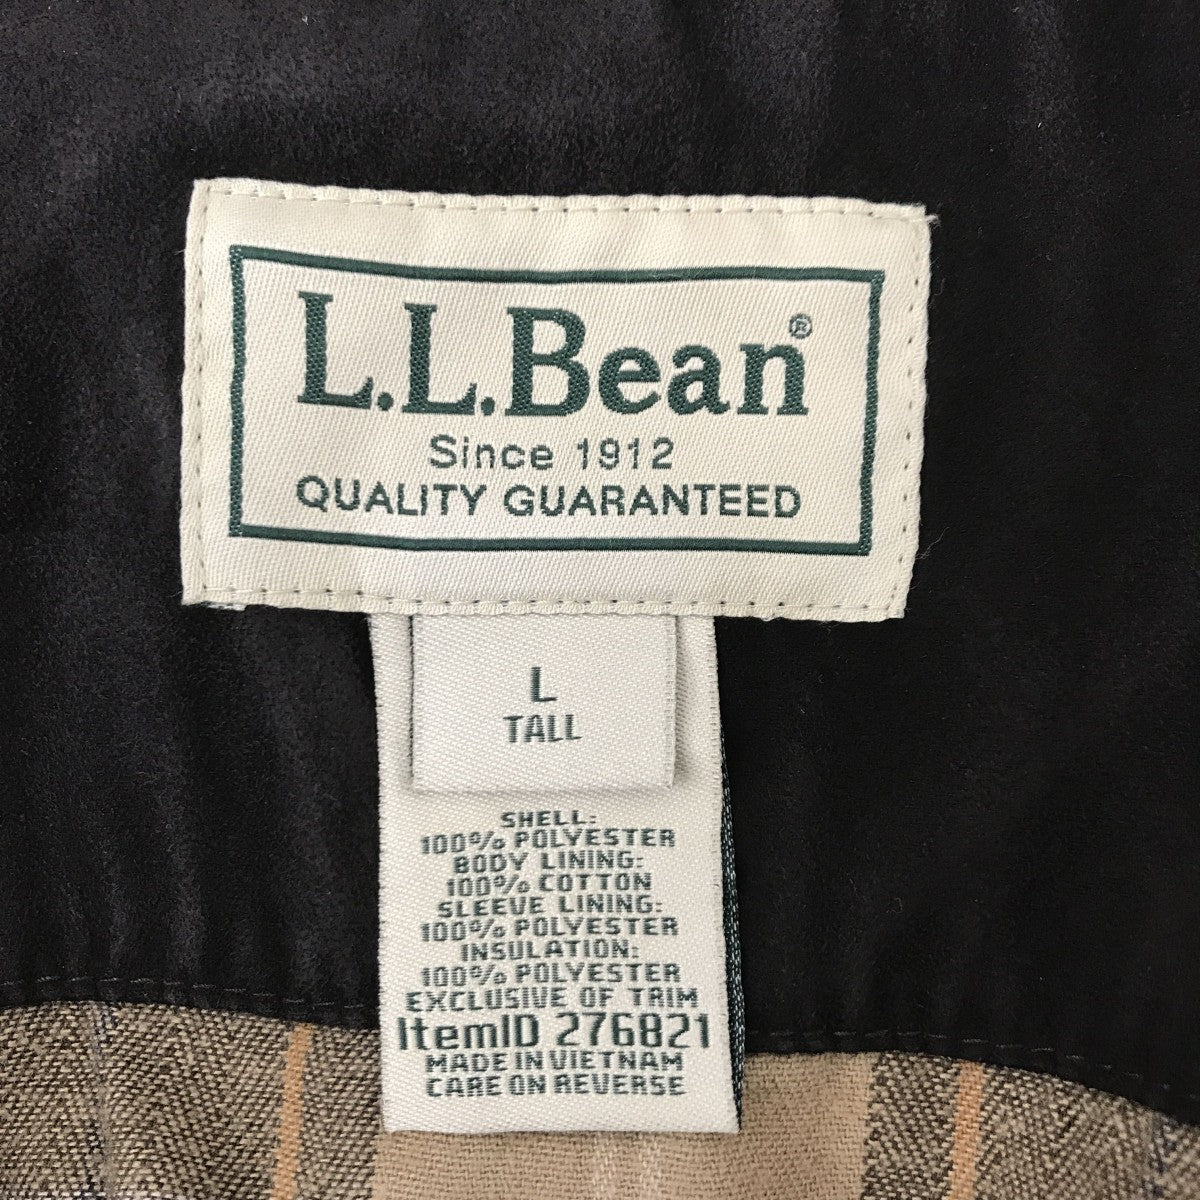 L.L.Bean®
Since 1912
QUALITY GUARANTEED
L
TALL
SHELL:
100% POLYESTER
BODY LINING:
100% COTTON
SLEEVE LINING:
100% POLYESTER
INSULATION:
100% POLYESTER
EXCLUSIVE OF TRIM
ItemID 276821
MADE IN VIETNAM
CARE ON REVERSE